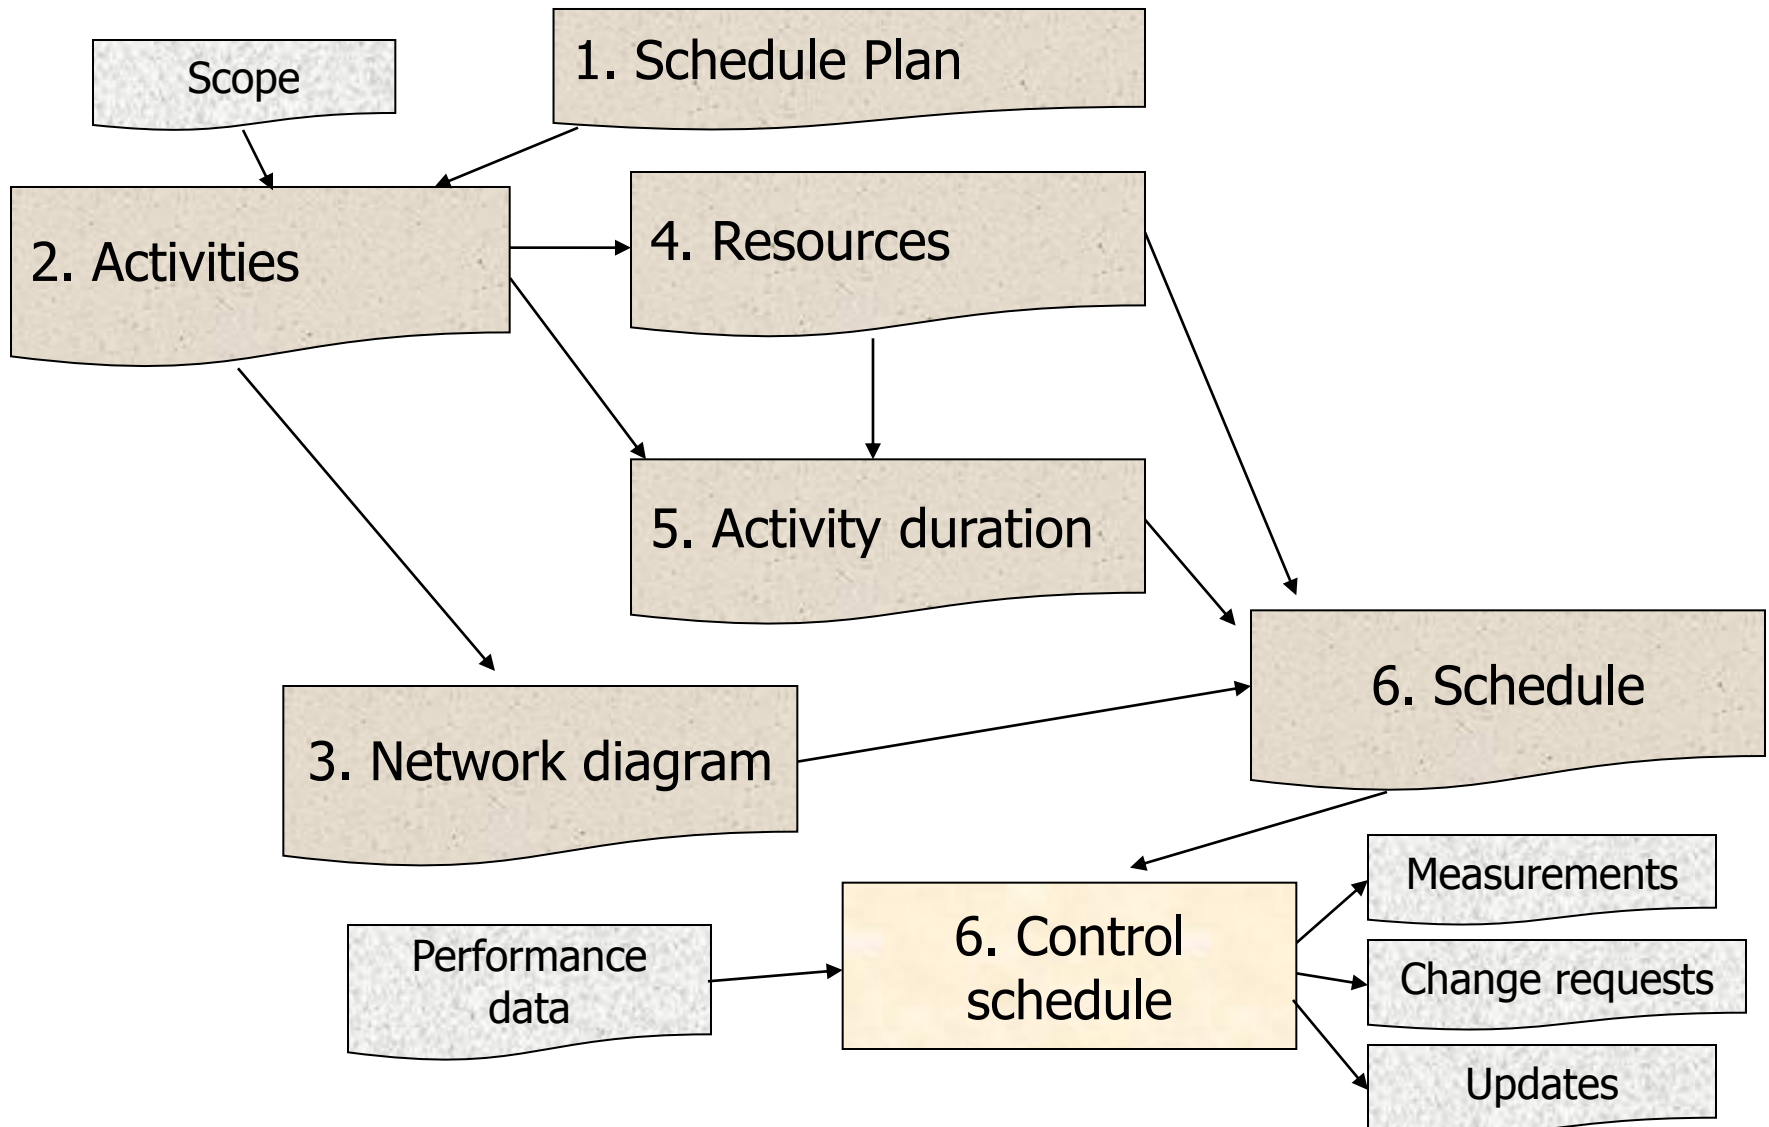 Scope
1. Schedule Plan
2. Activities
4. Resources
5. Activity duration
6. Schedule
3. Network diagram
Measurements
6. Control
schedule
Performance
data
Change requests
Updates